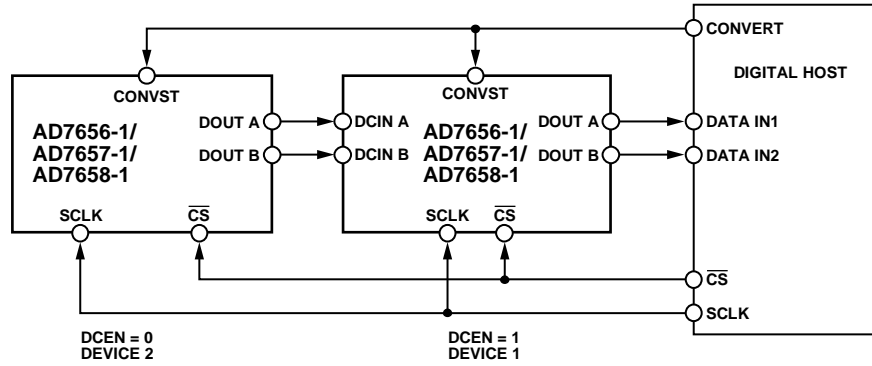 CONVERT
DIGITAL HOST
CONVST
CONVST
AD7656-1/
AD7657-1/
AD7658-1
DOUT A
DOUT B
DCIN A
DCIN B
AD7656-1/
AD7657-1/
AD7658-1
DOUT A
DOUT B
DATA IN1
DATA IN2
SCLK
CS
SCLK
CS
CS
SCLK
DCEN = 0
DEVICE 2
DCEN = 1
DEVICE 1